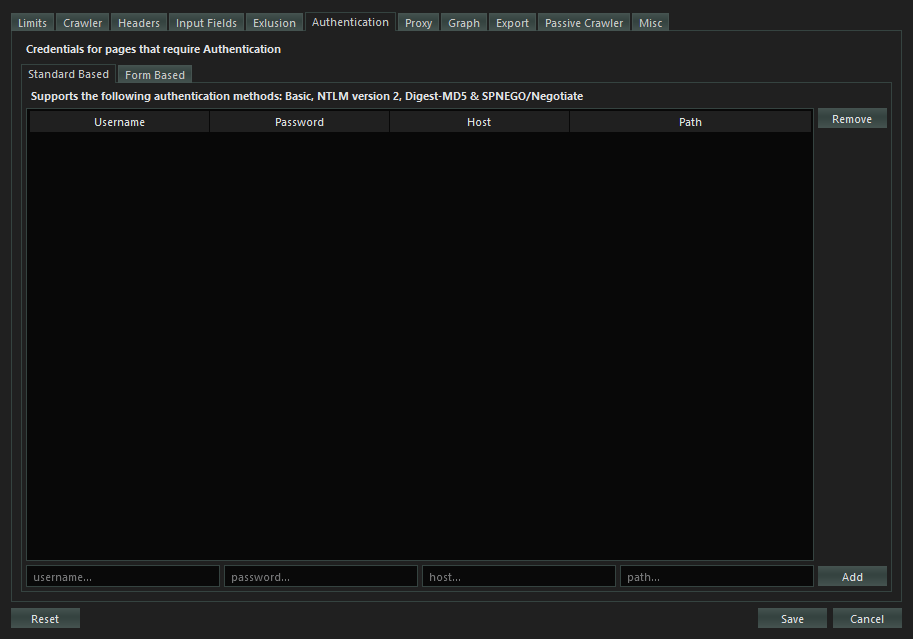 Limits Crawler Headers Input Fields Exlusion Authentication Proxy Graph Export Passive Crawler Misc
Credentials for pages that require Authentication
Standard Based Form Based
Supports the following authentication methods: Basic, NTLM version 2, Digest-MD5 & SPNEGO/Negotiate
Username Password Host Path Remove
username... password... host... path... Add
Reset Save Cancel